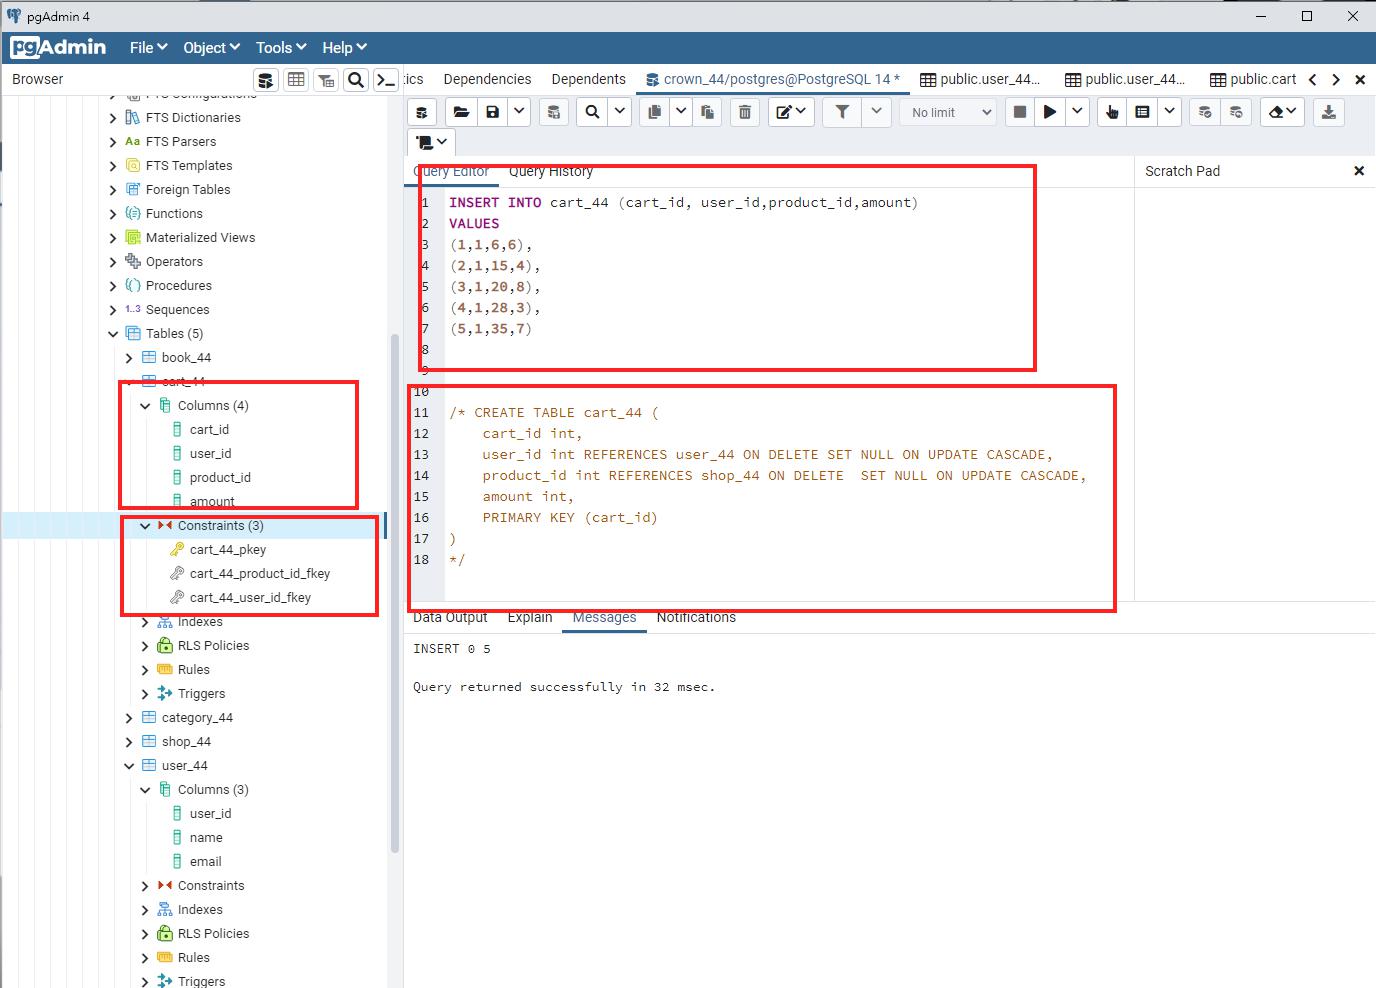 pgAdmin 4
pgAdmin File Object Tools Help
Browser
tics Dependencies Dependents crown_44/postgres@PostgreSQL 14 * public.user_44... public.user_44... public.cart
No limit
FTS Configurations
FTS Dictionaries
Aa FTS Parsers
FTS Templates
Foreign Tables
Functions
Materialized Views
Operators
Procedures
1..3 Sequences
Tables (5)
book_44
cart_44
Columns (4)
cart_id
user_id
product_id
amount
Constraints (3)
cart_44_pkey
cart_44_product_id_fkey
cart_44_user_id_fkey
Indexes
RLS Policies
Rules
Triggers
category_44
shop_44
user_44
Columns (3)
user_id
name
email
Constraints
Indexes
RLS Policies
Rules
Triggers
Query Editor Query History
Scratch Pad
1 INSERT INTO cart_44 (cart_id, user_id,product_id,amount)
2 VALUES
3 (1,1,6,6),
4 (2,1,15,4),
5 (3,1,20,8),
6 (4,1,28,3),
7 (5,1,35,7)
8
9
10
11 /* CREATE TABLE cart_44 (
12 cart_id int,
13 user_id int REFERENCES user_44 ON DELETE SET NULL ON UPDATE CASCADE,
14 product_id int REFERENCES shop_44 ON DELETE  SET NULL ON UPDATE CASCADE,
15 amount int,
16 PRIMARY KEY (cart_id)
17 )
18 */
Data Output Explain Messages Notifications
INSERT 0 5
Query returned successfully in 32 msec.